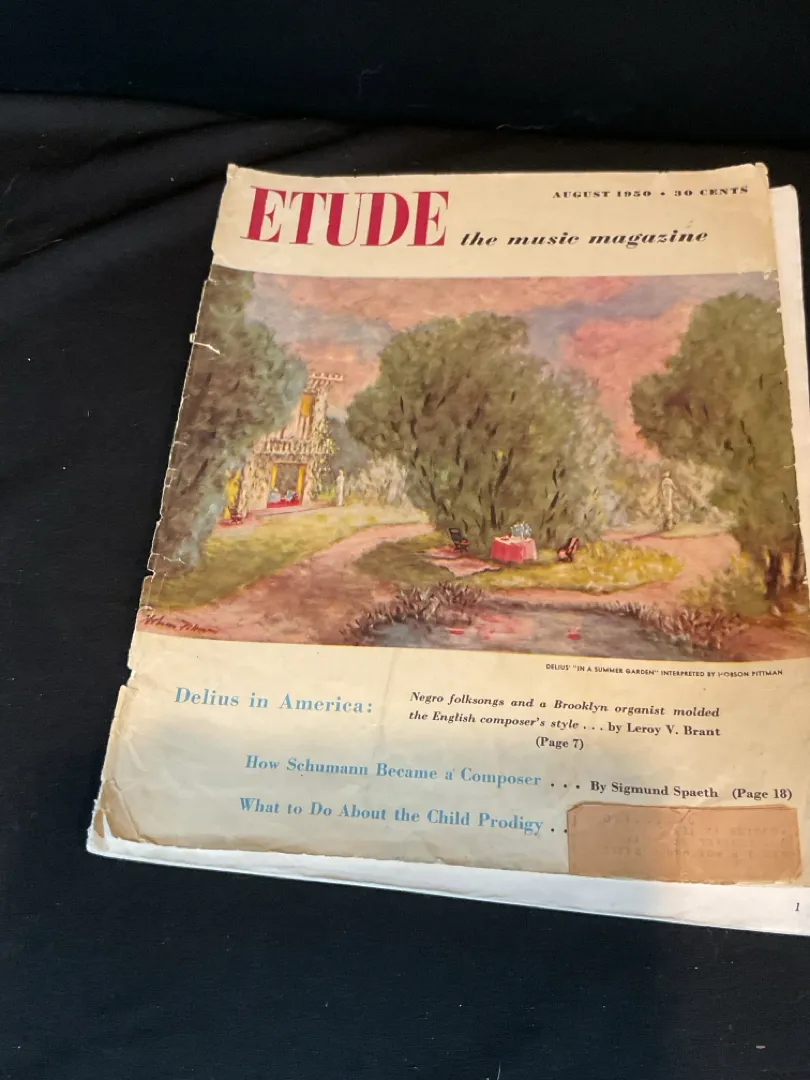 ETUDE
AUGUST 1950 • 30 CENTS
the music magazine
DELIUS' "IN A SUMMER GARDEN" INTERPRETED BY HOBSON PITTMAN
Delius in America:
Negro folksongs and a Brooklyn organist molded
the English composer's style . . . by Leroy V. Brant
(Page 7)
How Schumann Became a Composer . . . By Sigmund Spaeth (Page 18)
What to Do About the Child Prodigy . .
1